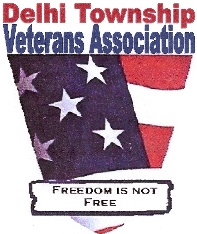 Delhi Township
Veterans Association
FREEDOM IS NOT
FREE